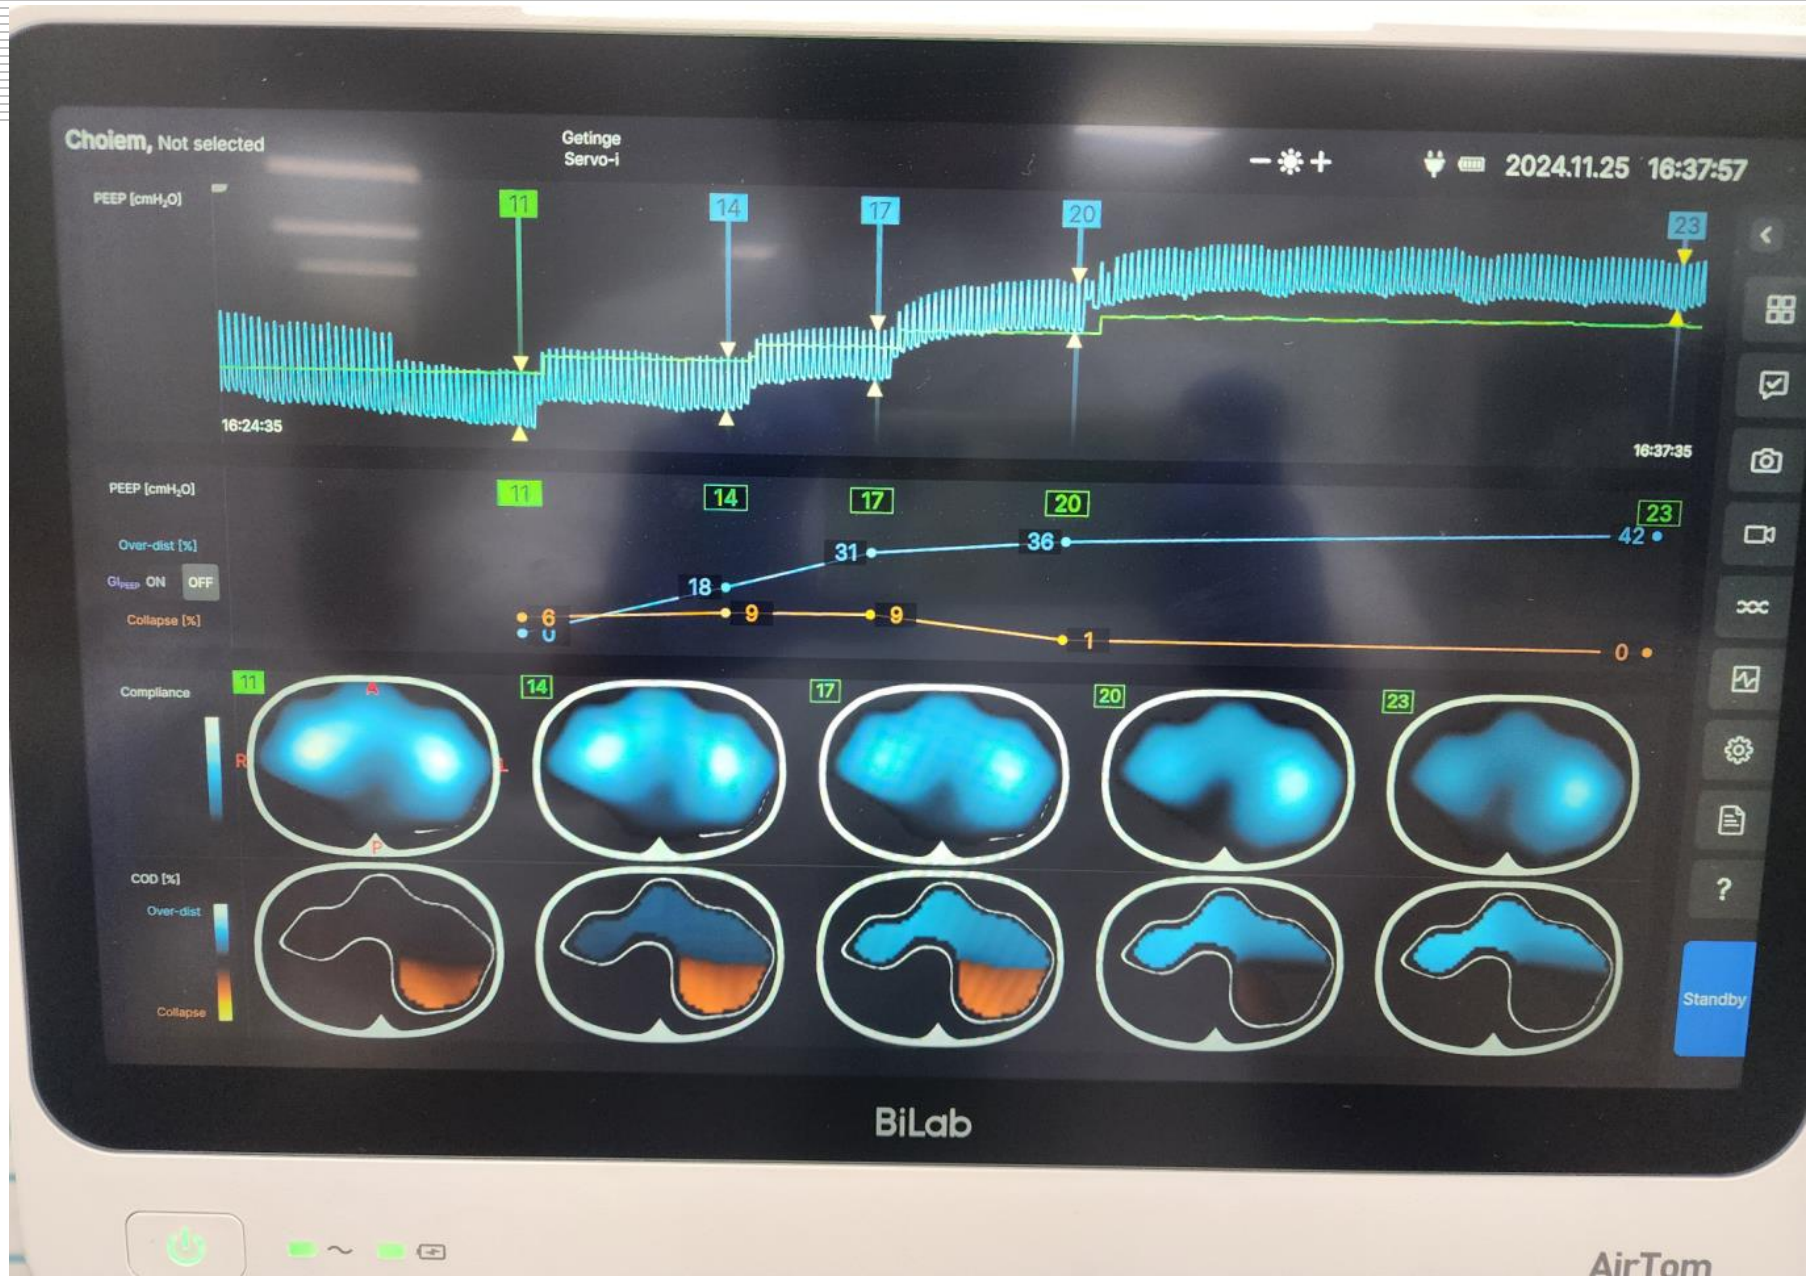 Choiem, Not selected
Getinge
Servo-i
2024.11.25 16:37:57
PEEP [cmH₂O]
11
14
17
20
23
16:24:35
16:37:35
PEEP [cmH₂O]
11
14
17
20
23
Over-dist [%]
18
31
36
42
GI_PEEP ON OFF
Collapse [%]
6
9
9
1
0
0
Compliance
11
14
17
20
23
A
R
L
P
COD [%]
Over-dist
Collapse
?
Standby
BiLab
AirTom